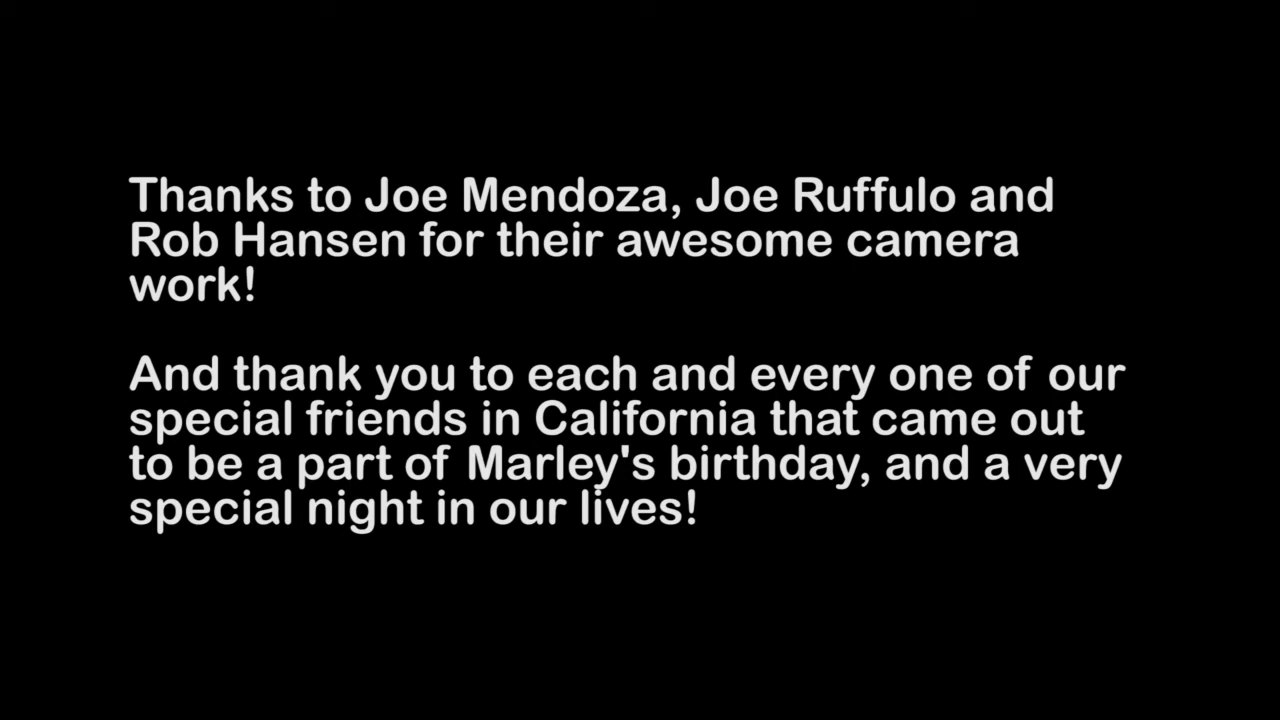 Thanks to Joe Mendoza, Joe Ruffulo and
Rob Hansen for their awesome camera
work!
And thank you to each and every one of our
special friends in California that came out
to be a part of Marley's birthday, and a very
special night in our lives!